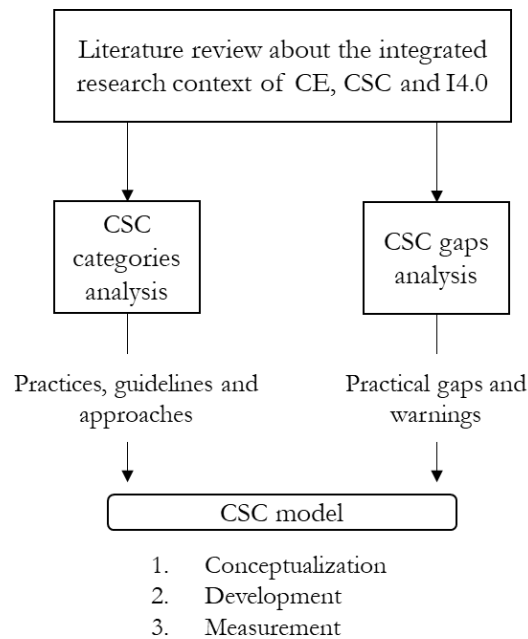 Literature review about the integrated
research context of CE, CSC and I4.0
CSC
categories
analysis
CSC gaps
analysis
Practices, guidelines and
approaches
Practical gaps and
warnings
CSC model
1. Conceptualization
2. Development
3. Measurement